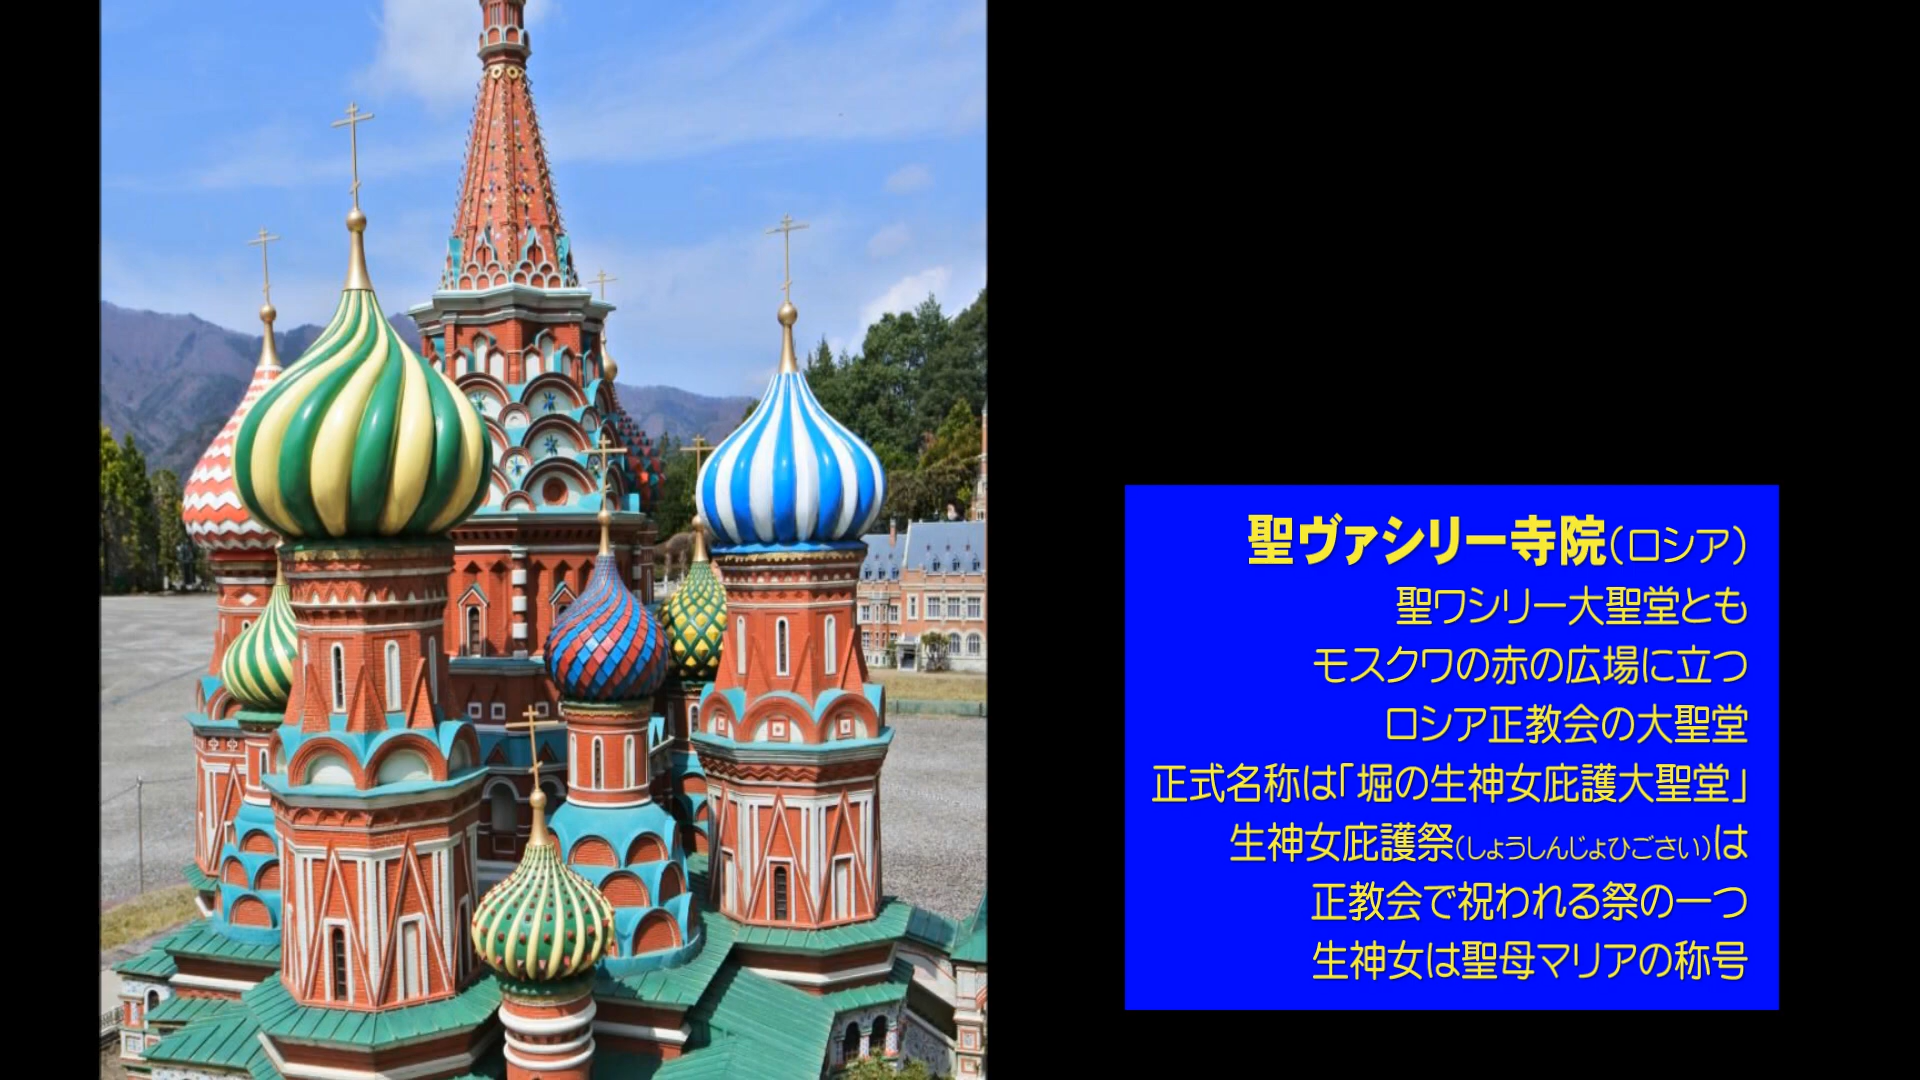 聖ヴァシリー寺院(ロシア)
聖ワシリー大聖堂とも
モスクワの赤の広場に立つ
ロシア正教会の大聖堂
正式名称は「堀の生神女庇護大聖堂」
生神女庇護祭(しょうしんじょひごさい)は
正教会で祝われる祭の一つ
生神女は聖母マリアの称号